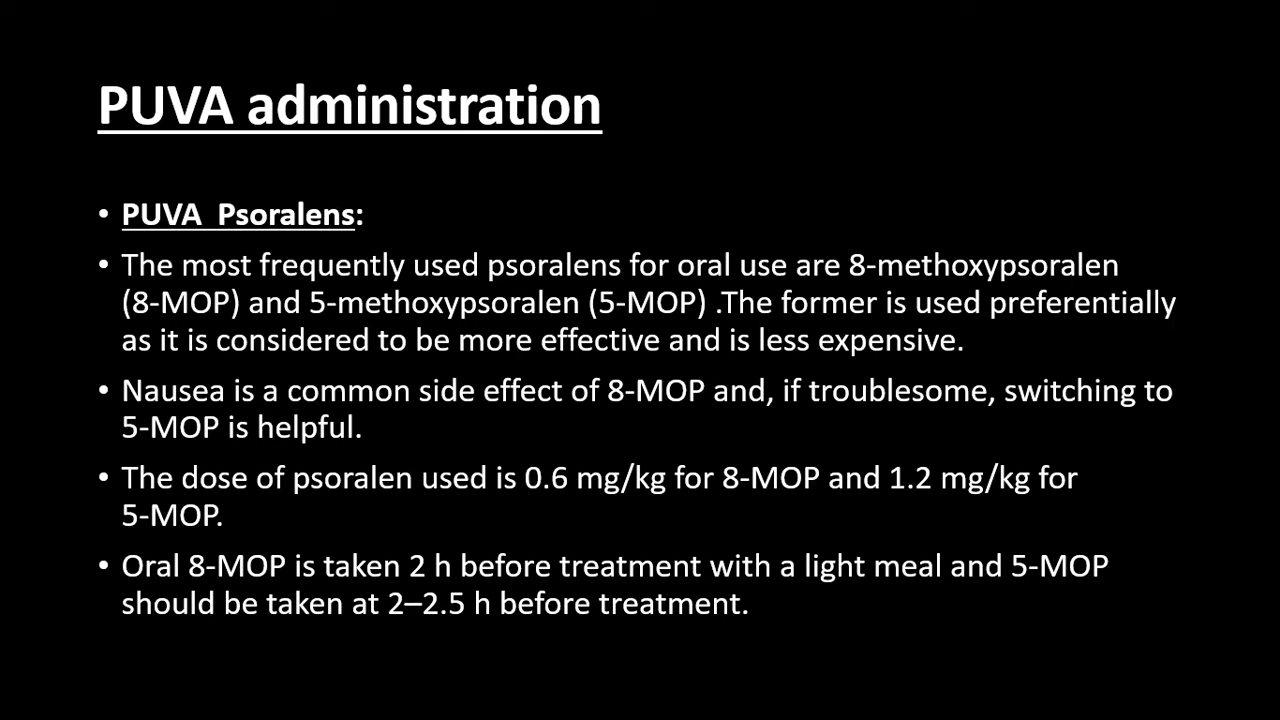 PUVA administration
• PUVA  Psoralens:
• The most frequently used psoralens for oral use are 8-methoxypsoralen
(8-MOP) and 5-methoxypsoralen (5-MOP) .The former is used preferentially
as it is considered to be more effective and is less expensive.
• Nausea is a common side effect of 8-MOP and, if troublesome, switching to
5-MOP is helpful.
• The dose of psoralen used is 0.6 mg/kg for 8-MOP and 1.2 mg/kg for
5-MOP.
• Oral 8-MOP is taken 2 h before treatment with a light meal and 5-MOP
should be taken at 2–2.5 h before treatment.